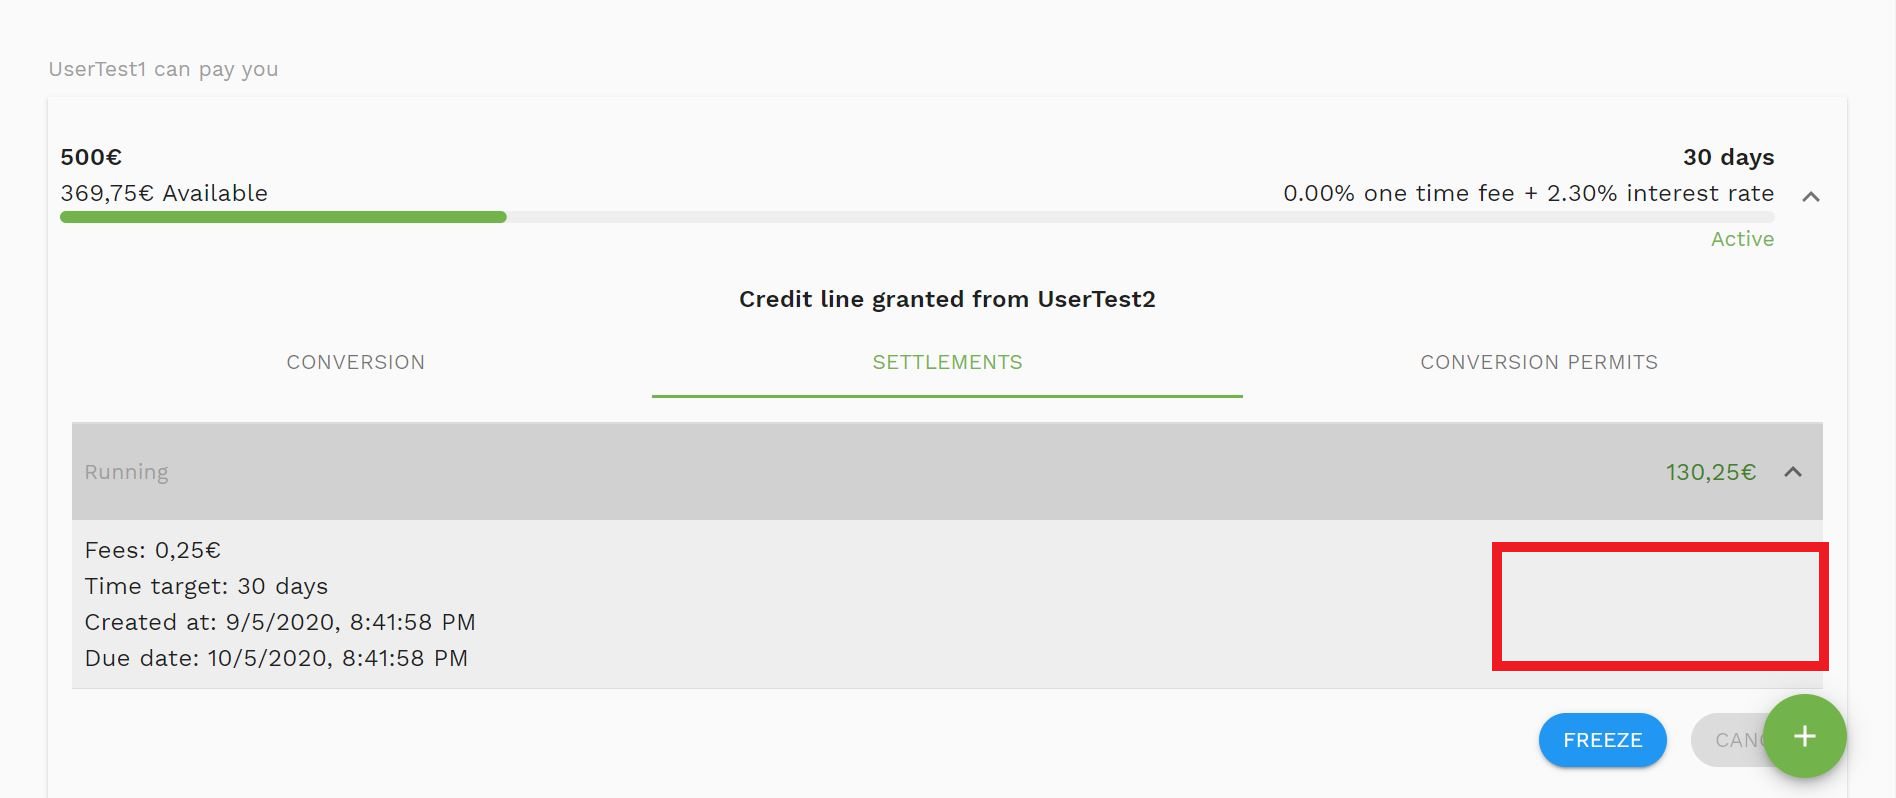 UserTest1 can pay you
500€
30 days
369,75€ Available
0.00% one time fee + 2.30% interest rate
Active
Credit line granted from UserTest2
CONVERSION
SETTLEMENTS
CONVERSION PERMITS
Running
130,25€
Fees: 0,25€
Time target: 30 days
Created at: 9/5/2020, 8:41:58 PM
Due date: 10/5/2020, 8:41:58 PM
FREEZE
+